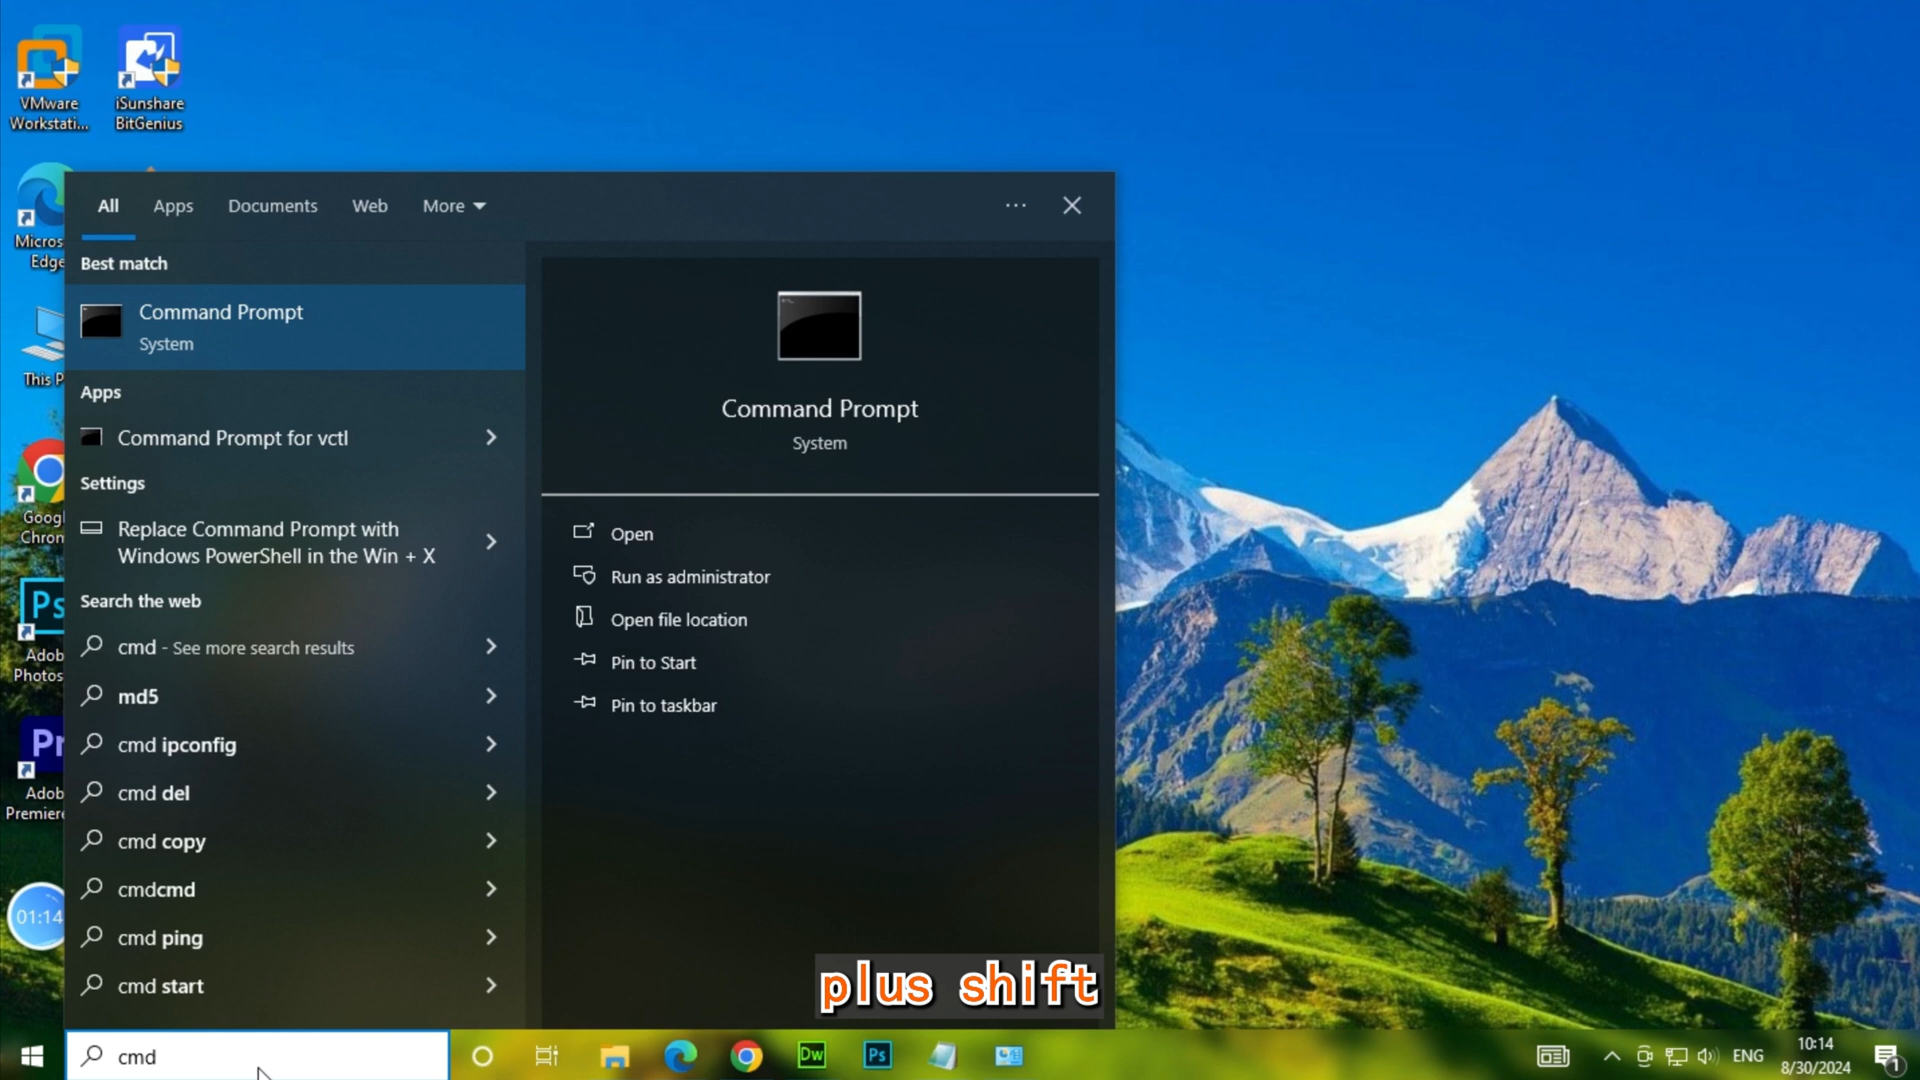 VMware
Workstati...
iSunshare
BitGenius
Micros
Edge
This P
Googl
Chron
Ps
Adob
Photos
Pr
Adob
Premiere
01:14
All
Apps
Documents
Web
More
Best match
Command Prompt
System
Apps
Command Prompt for vctl
Settings
Replace Command Prompt with
Windows PowerShell in the Win + X
Search the web
cmd - See more search results
md5
cmd ipconfig
cmd del
cmd copy
cmdcmd
cmd ping
cmd start
Command Prompt
System
Open
Run as administrator
Open file location
Pin to Start
Pin to taskbar
plus shift
cmd
Dw
Ps
ENG
10:14
8/30/2024
1